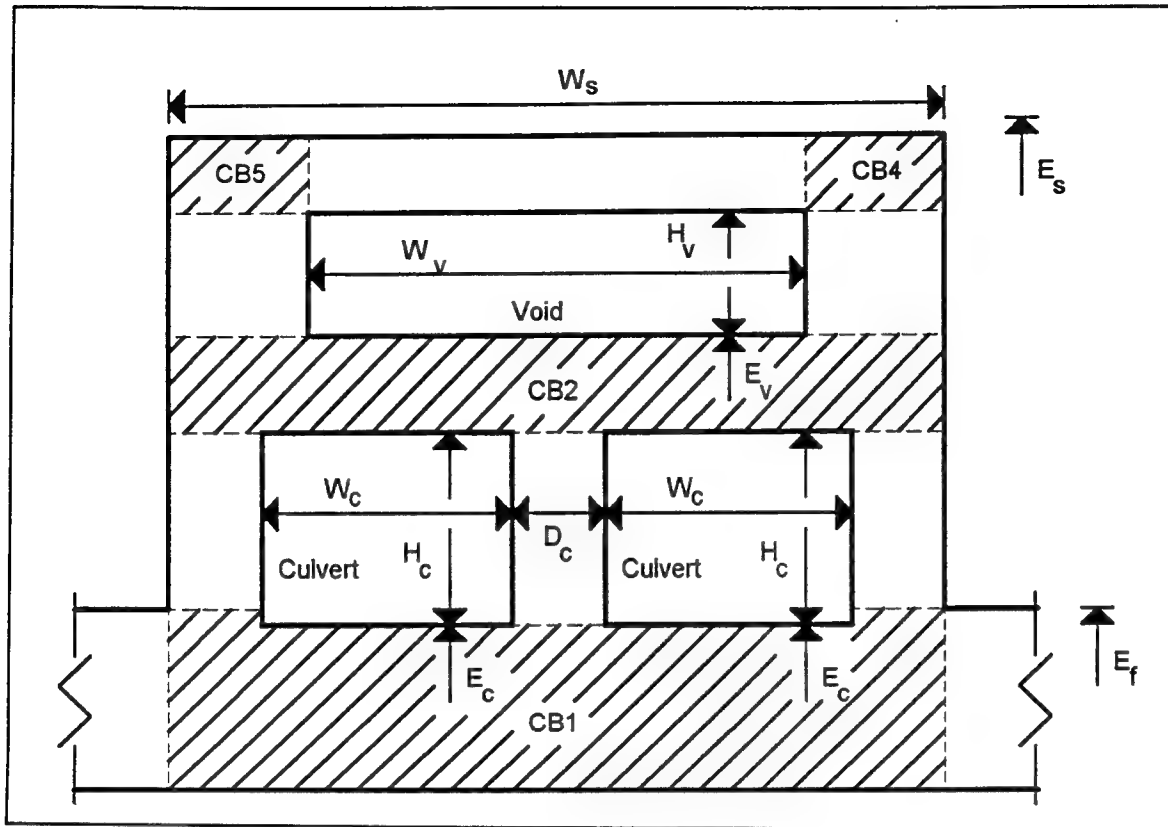 Ws
CB5
CB4
Es
Hv
Wv
Void
Ev
CB2
Wc
Wc
Dc
Hc
Hc
Culvert
Culvert
Ec
Ec
Ef
CB1